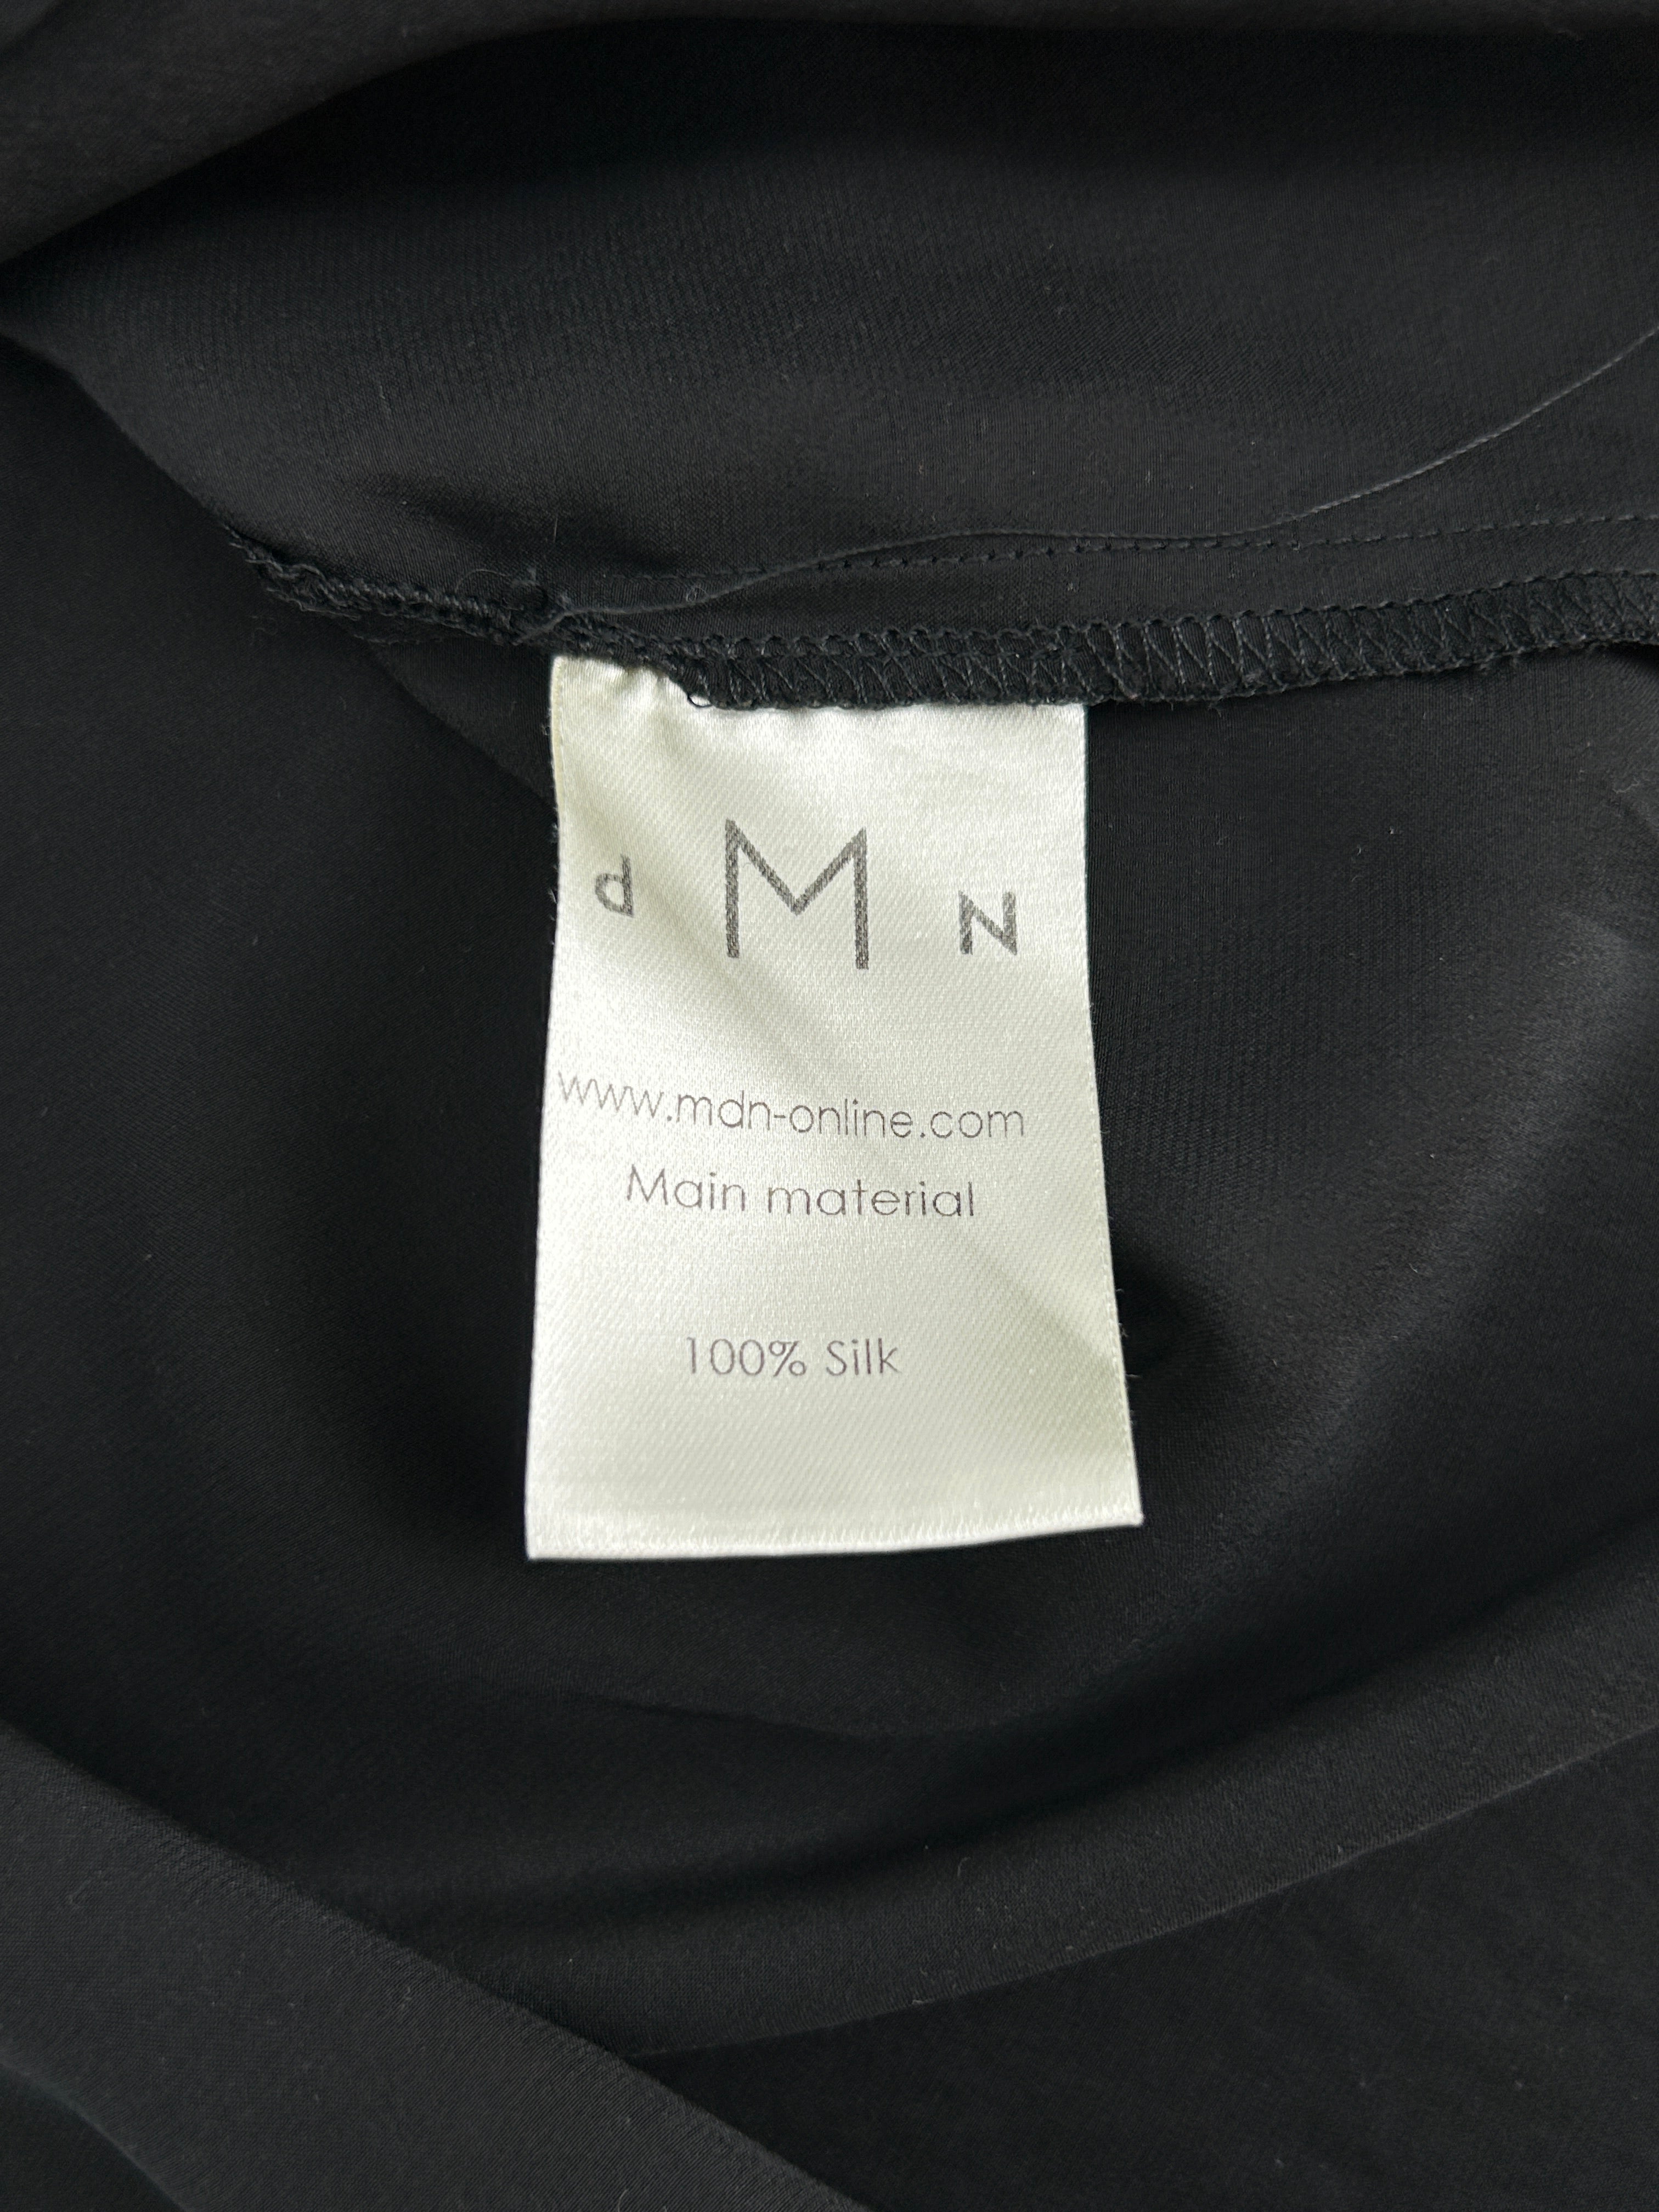 d M N
www.mdn-online.com
Main material
100% Silk